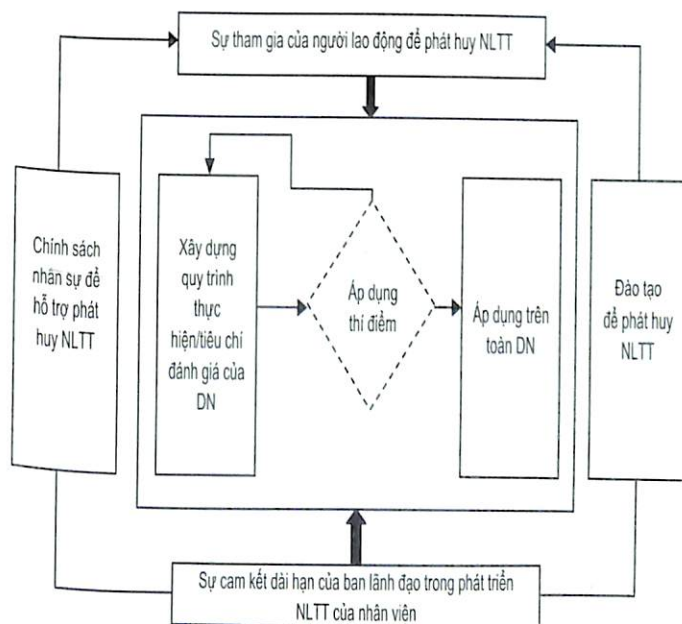 Sự tham gia của người lao động để phát huy NLTT
Chính sách
nhân sự để
hỗ trợ phát
huy NLTT
Xây dựng
quy trình
thực
hiện/tiêu chí
đánh giá của
DN
Áp dụng
thí điểm
Áp dụng trên
toàn DN
Đào tạo
để phát huy
NLTT
Sự cam kết dài hạn của ban lãnh đạo trong phát triển
NLTT của nhân viên